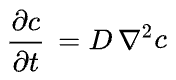 ∂c/∂t = D ∇²c